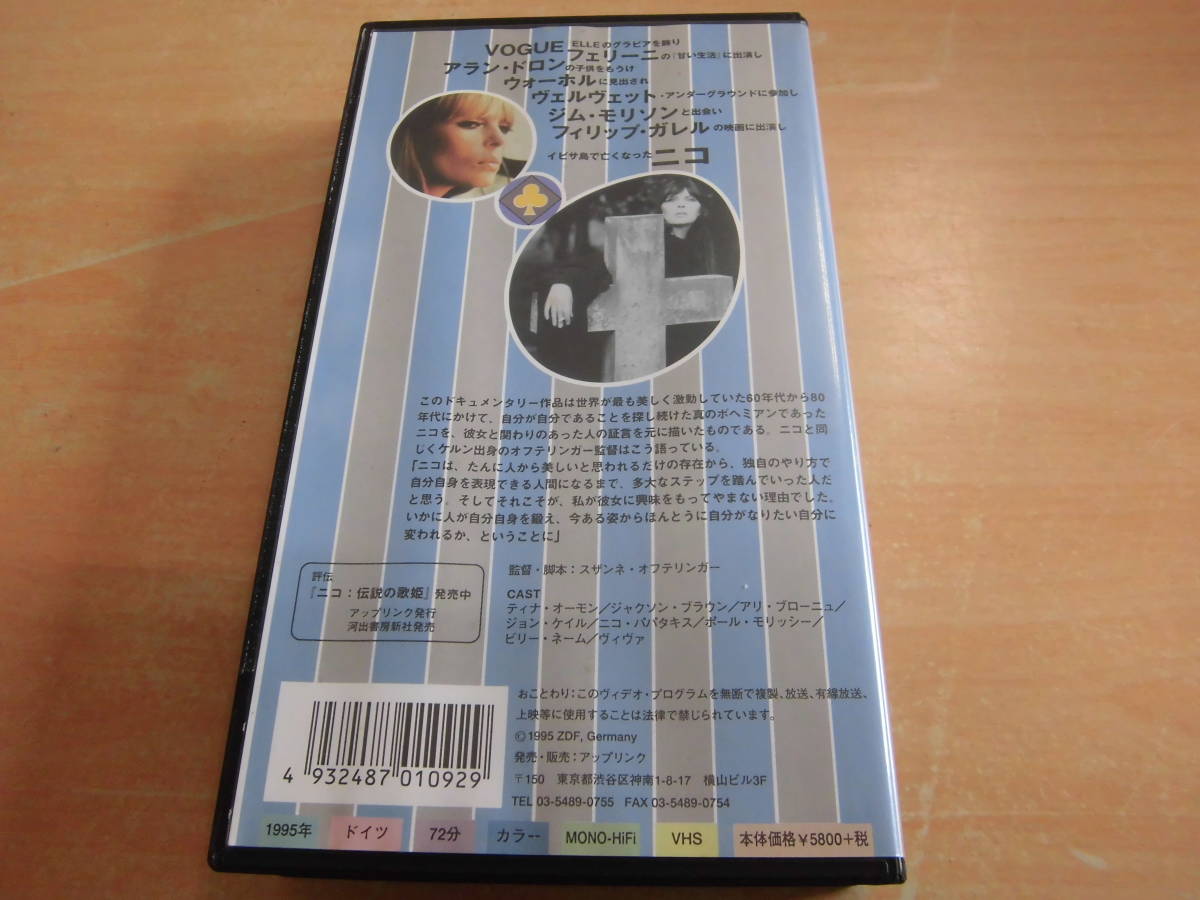 VOGUE ELLEのグラビアを飾り
フェリーニの『甘い生活』に出演し
アラン・ドロンの子供をもうけ
ウォーホルに見出され
ヴェルヴェット・アンダーグラウンドに参加し
ジム・モリソンと出会い
フィリップ・ガレルの映画に出演し
イビサ島で亡くなったニコ
このドキュメンタリー作品は世界が最も美しく激動していた60年代から80
年代にかけて、自分が自分であることを探し続けた真のボヘミアンであった
ニコを、彼女と関わりのあった人の証言を元に描いたものである。ニコと同
じくケルン出身のオフテリンガー監督はこう語っている。
「ニコは、たんに人から美しいと思われるだけの存在から、独自のやり方で
自分自身を表現できる人間になるまで、多大なステップを踏んでいった人だ
と思う。そしてそれこそが、私が彼女に興味をもってやまない理由でした。
いかに人が自分自身を鍛え、今ある姿からほんとうに自分がなりたい自分に
変われるか、ということに」
評伝
『ニコ：伝説の歌姫』発売中
アップリンク発行
河出書房新社発売
監督・脚本：スザンネ・オフテリンガー
CAST
ティナ・オーモン／ジャクソン・ブラウン／アリ・ブローニュ／
ジョン・ケイル／ニコ・パパタキス／ポール・モリッシー／
ビリー・ネーム／ヴィヴァ
おことわり：このヴィデオ・プログラムを無断で複製、放送、有線放送、
上映等に使用することは法律で禁じられています。
©1995 ZDF, Germany
発売・販売：アップリンク
〒150 東京都渋谷区神南1-8-17 横山ビル3F
TEL 03-5489-0755 FAX 03-5489-0754
4 932487 010929
1995年 ドイツ 72分 カラー MONO-HiFi VHS 本体価格￥5800+税